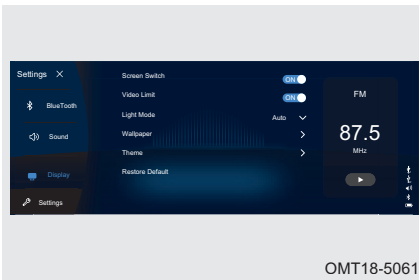 Settings X
BlueTooth
Sound
Display
Settings
Screen Switch ON
Video Limit ON
Light Mode Auto
Wallpaper
Theme
Restore Default
FM
87.5
MHz
OMT18-5061